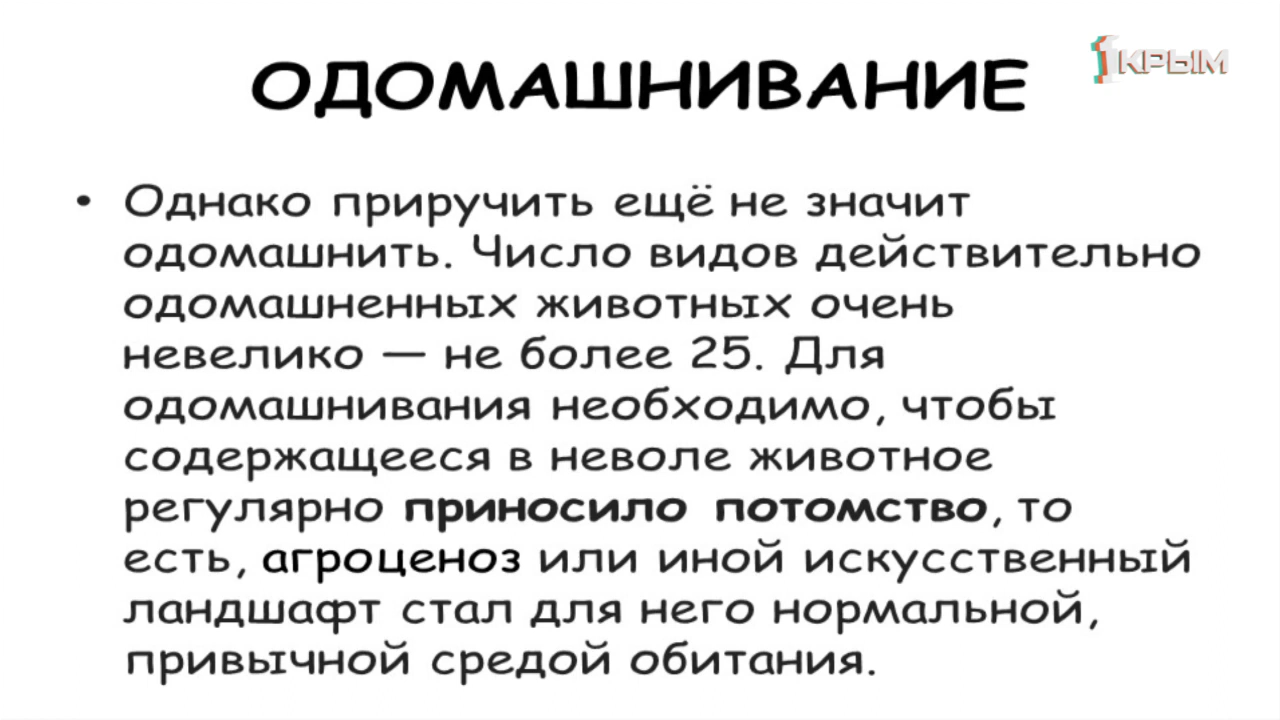 1КРЫМ
ОДОМАШНИВАНИЕ
• Однако приручить ещё не значит
одомашнить. Число видов действительно
одомашненных животных очень
невелико — не более 25. Для
одомашнивания необходимо, чтобы
содержащееся в неволе животное
регулярно приносило потомство, то
есть, агроценоз или иной искусственный
ландшафт стал для него нормальной,
привычной средой обитания.